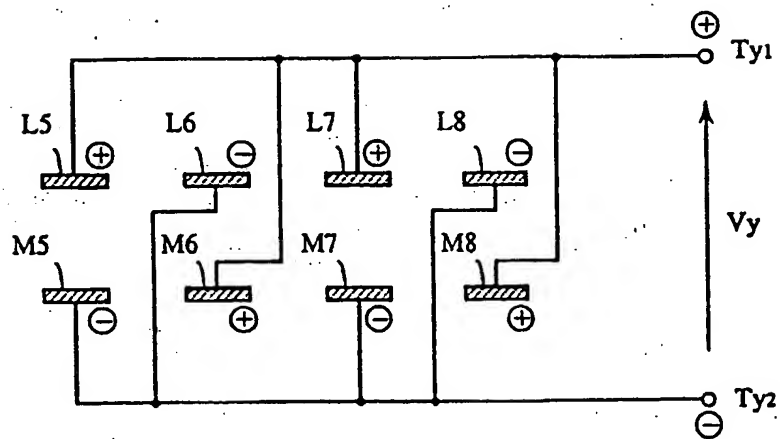 ⊕ Ty1
L5 L6 L7 L8
⊕ ⊖ ⊕ ⊖
Vy
M5 M6 M7 M8
⊖ ⊕ ⊖ ⊕
Ty2
⊖